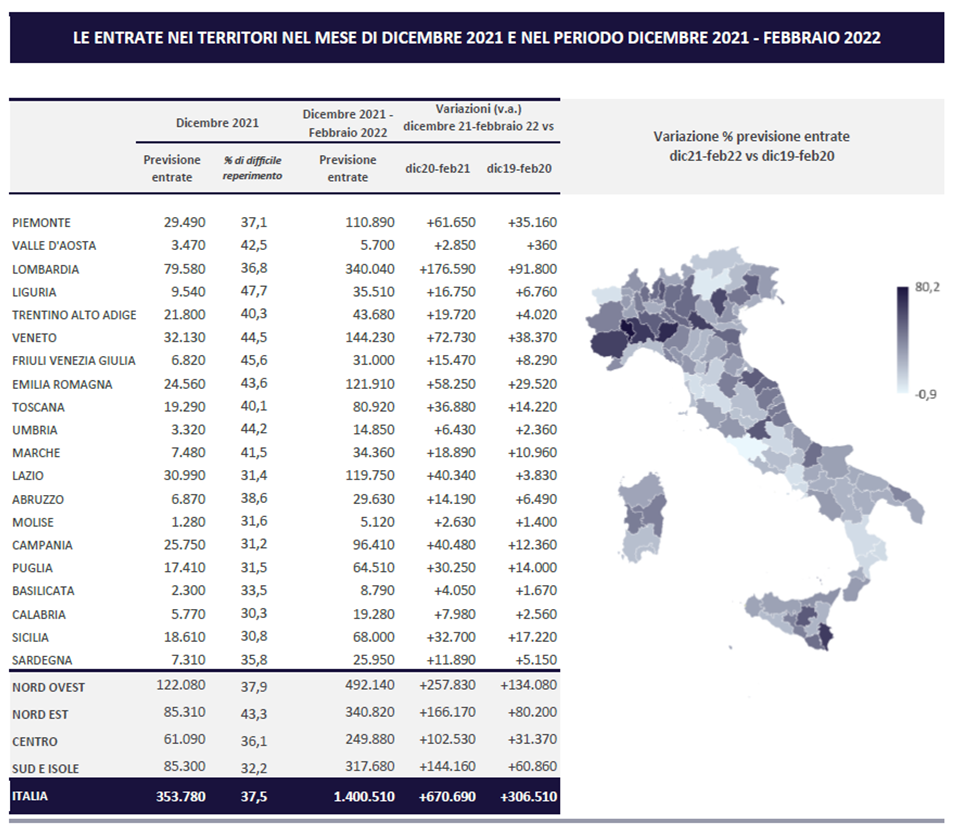 LE ENTRATE NEI TERRITORI NEL MESE DI DICEMBRE 2021 E NEL PERIODO DICEMBRE 2021 - FEBBRAIO 2022
Dicembre 2021
Dicembre 2021 - Febbraio 2022
Variazioni (v.a.) dicembre 21-febbraio 22 vs
Previsione entrate
% di difficile reperimento
Previsione entrate
dic20-feb21
dic19-feb20
Variazione % previsione entrate
dic21-feb22 vs dic19-feb20
PIEMONTE 29.490 37,1 110.890 +61.650 +35.160
VALLE D'AOSTA 3.470 42,5 5.700 +2.850 +360
LOMBARDIA 79.580 36,8 340.040 +176.590 +91.800
LIGURIA 9.540 47,7 35.510 +16.750 +6.760
TRENTINO ALTO ADIGE 21.800 40,3 43.680 +19.720 +4.020
VENETO 32.130 44,5 144.230 +72.730 +38.370
FRIULI VENEZIA GIULIA 6.820 45,6 31.000 +15.470 +8.290
EMILIA ROMAGNA 24.560 43,6 121.910 +58.250 +29.520
TOSCANA 19.290 40,1 80.920 +36.880 +14.220
UMBRIA 3.320 44,2 14.850 +6.430 +2.360
MARCHE 7.480 41,5 34.360 +18.890 +10.960
LAZIO 30.990 31,4 119.750 +40.340 +3.830
ABRUZZO 6.870 38,6 29.630 +14.190 +6.490
MOLISE 1.280 31,6 5.120 +2.630 +1.400
CAMPANIA 25.750 31,2 96.410 +40.480 +12.360
PUGLIA 17.410 31,5 64.510 +30.250 +14.000
BASILICATA 2.300 33,5 8.790 +4.050 +1.670
CALABRIA 5.770 30,3 19.280 +7.980 +2.560
SICILIA 18.610 30,8 68.000 +32.700 +17.220
SARDEGNA 7.310 35,8 25.950 +11.890 +5.150
NORD OVEST 122.080 37,9 492.140 +257.830 +134.080
NORD EST 85.310 43,3 340.820 +166.170 +80.200
CENTRO 61.090 36,1 249.880 +102.530 +31.370
SUD E ISOLE 85.300 32,2 317.680 +144.160 +60.860
ITALIA 353.780 37,5 1.400.510 +670.690 +306.510
80,2
-0,9